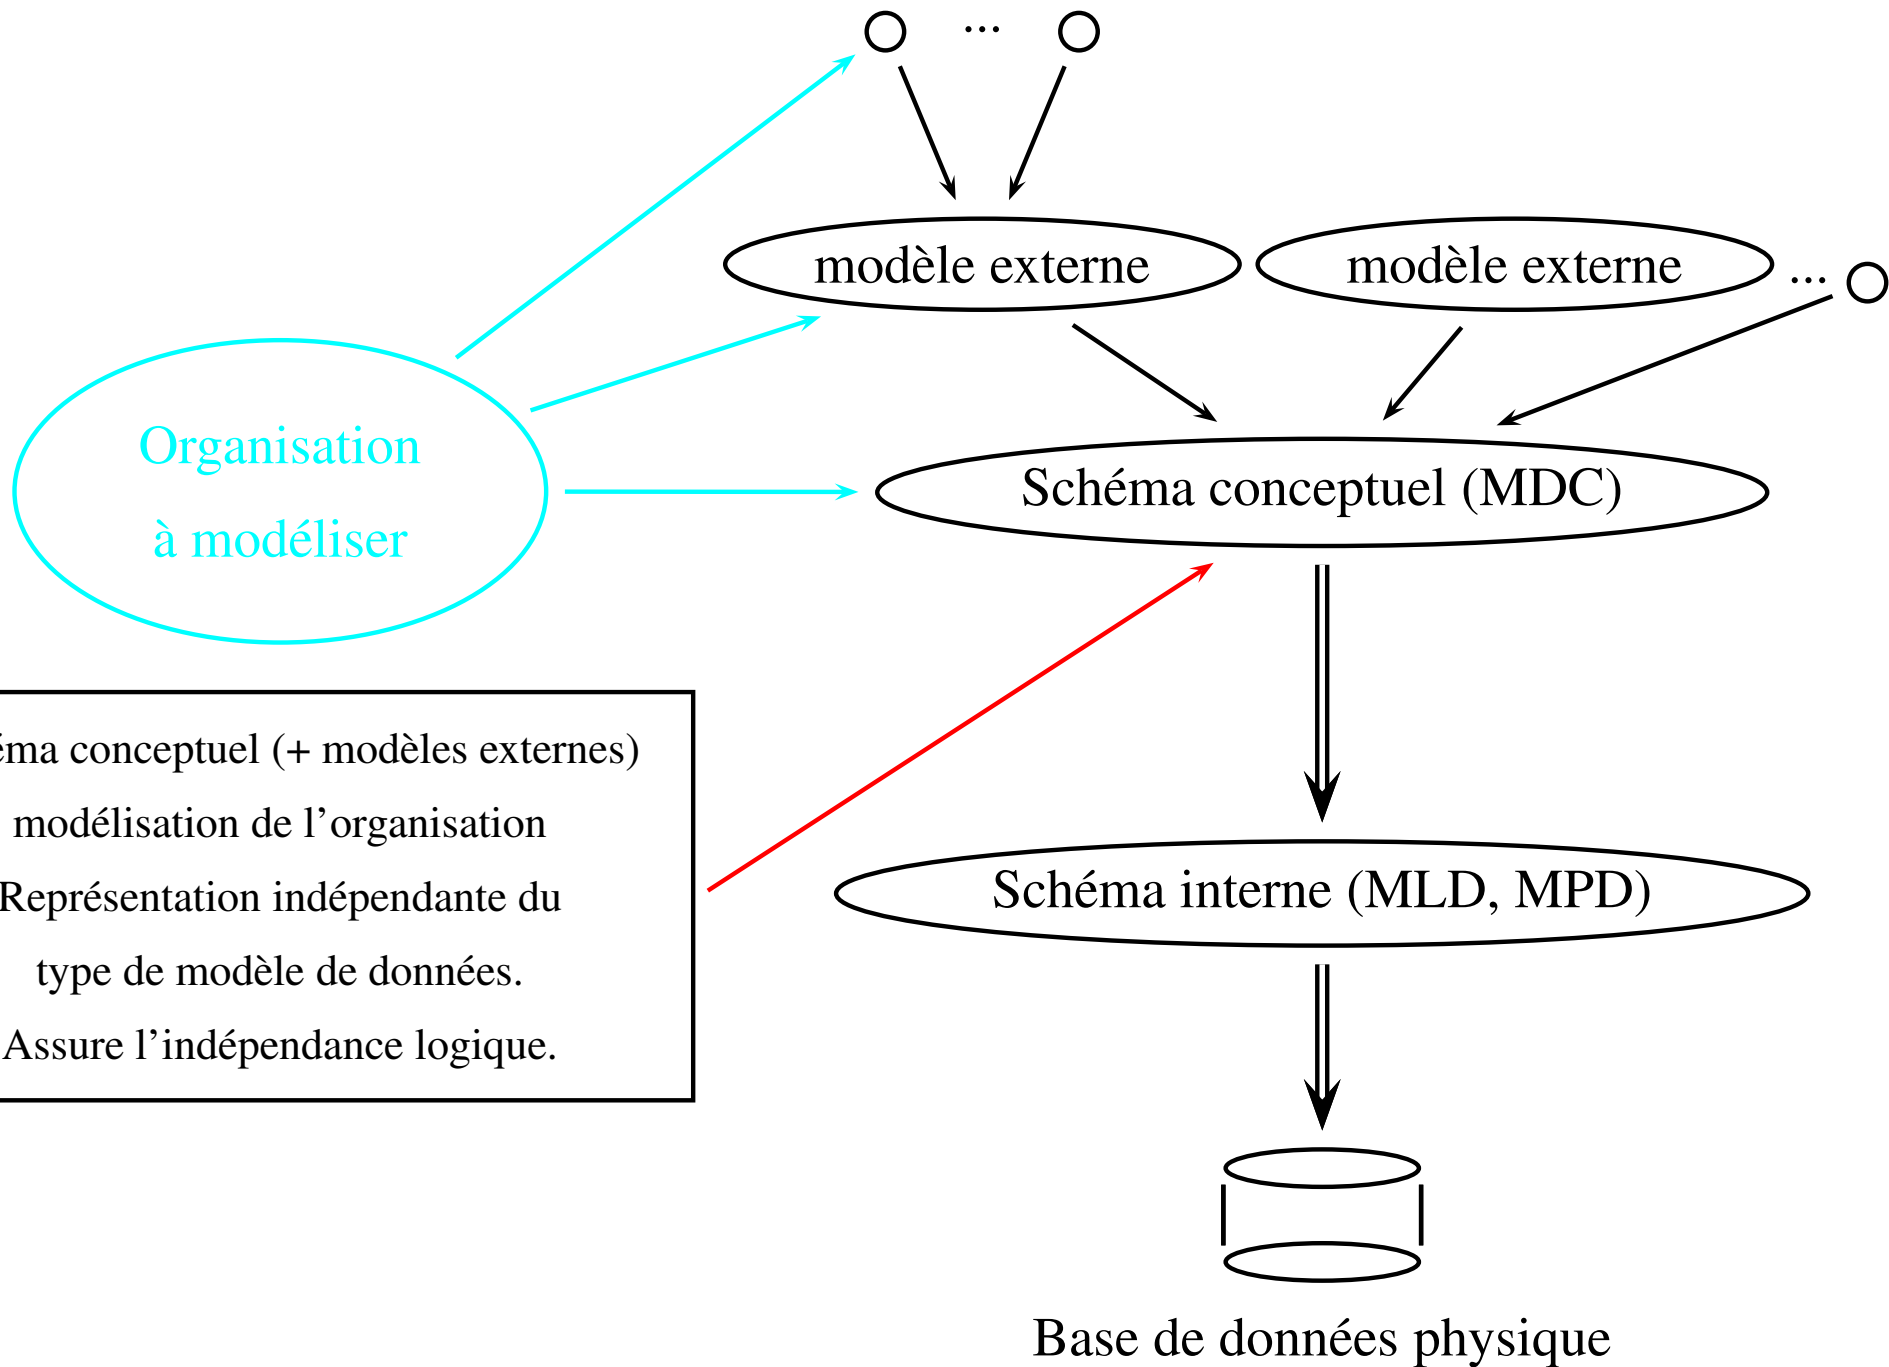 ...
modèle externe
modèle externe
...
Organisation
à modéliser
Schéma conceptuel (MDC)
conceptuel (+ modèles externes)
modélisation de l’organisation
Représentation indépendante du
type de modèle de données.
Assure l’indépendance logique.
Schéma interne (MLD, MPD)
Base de données physique